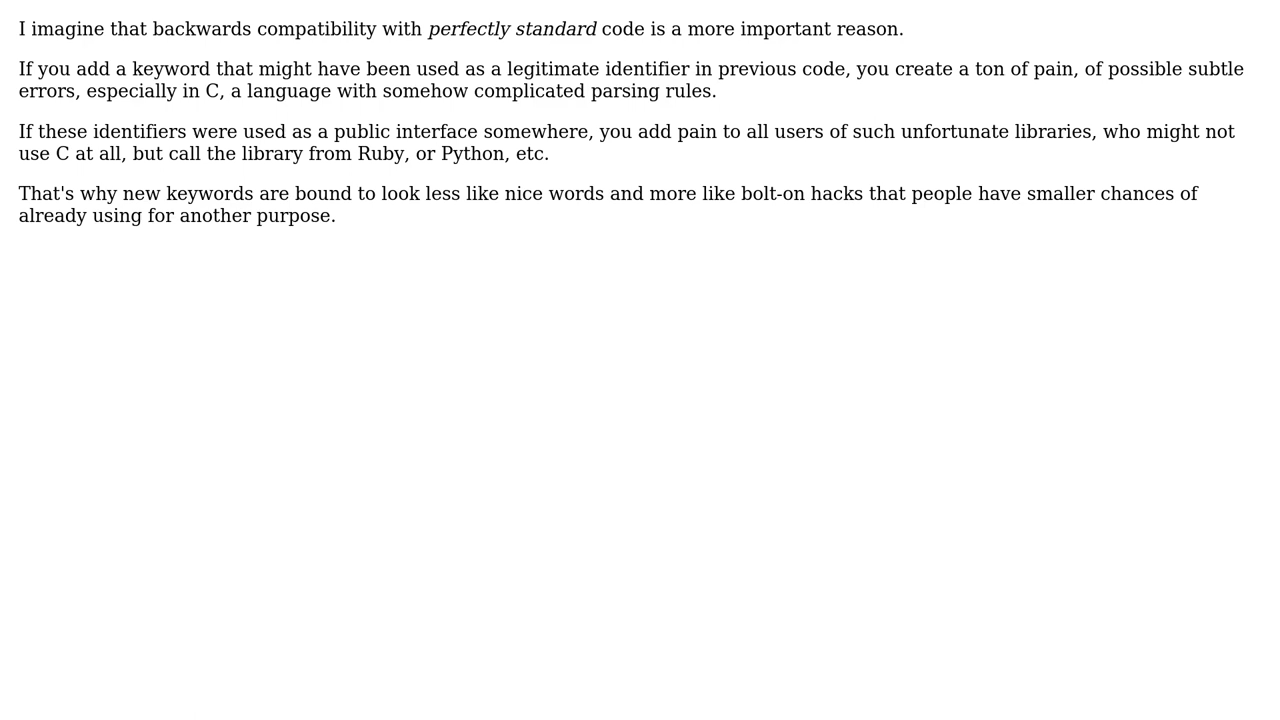 I imagine that backwards compatibility with perfectly standard code is a more important reason.
If you add a keyword that might have been used as a legitimate identifier in previous code, you create a ton of pain, of possible subtle
errors, especially in C, a language with somehow complicated parsing rules.
If these identifiers were used as a public interface somewhere, you add pain to all users of such unfortunate libraries, who might not
use C at all, but call the library from Ruby, or Python, etc.
That's why new keywords are bound to look less like nice words and more like bolt-on hacks that people have smaller chances of
already using for another purpose.